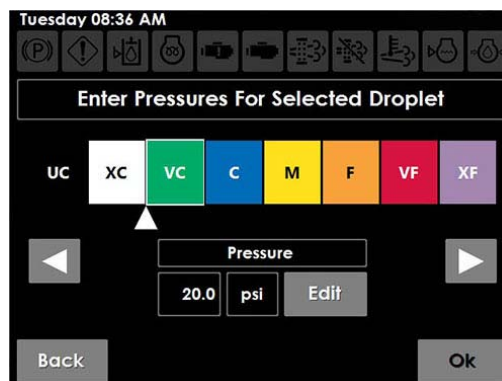 Tuesday 08:36 AM
Enter Pressures For Selected Droplet
UC XC VC C M F VF XF
Pressure
20.0 psi Edit
Back Ok